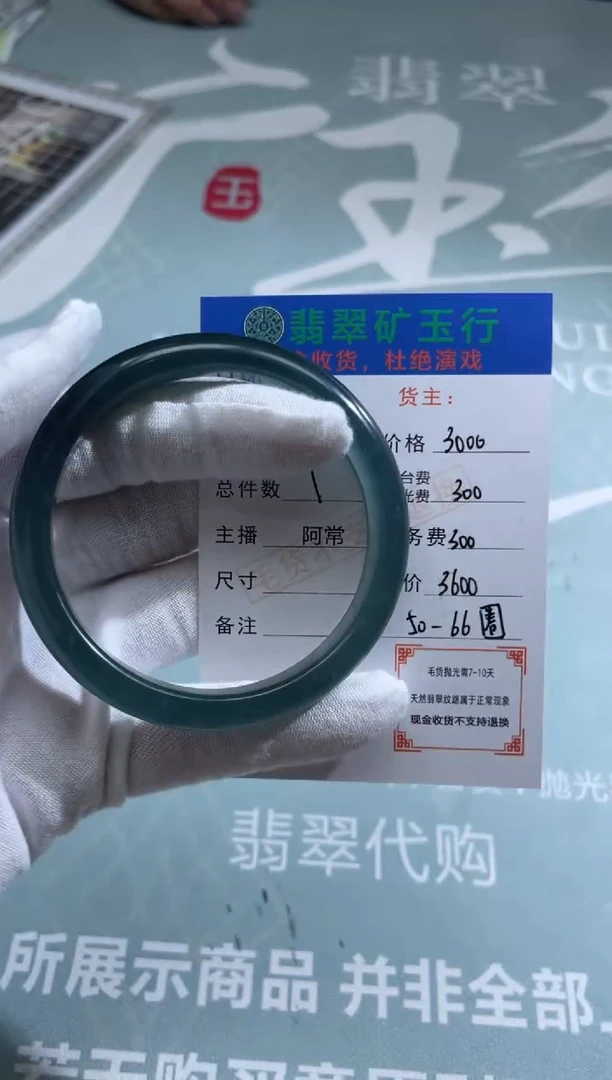 翡翠
玉
翡翠矿玉行
收货，杜绝演戏
货主：
价格 3000
总件数 1
台费
光费 300
主播 阿常
务费 300
尺寸
价 3600
备注
50-66圈
毛货抛光需7-10天
天然翡翠纹路属于正常现象
现金收货不支持退换
抛光
翡翠代购
所展示商品 并非全部